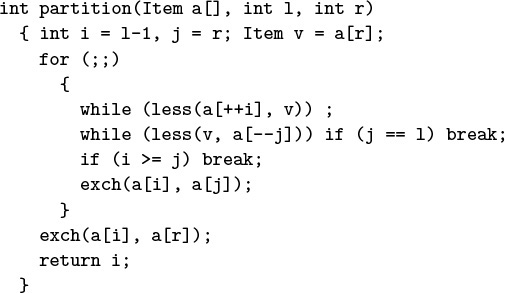 int partition(Item a[], int l, int r)
  { int i = l-1, j = r; Item v = a[r];
    for (;;)
      {
        while (less(a[++i], v)) ;
        while (less(v, a[--j])) if (j == l) break;
        if (i >= j) break;
        exch(a[i], a[j]);
      }
    exch(a[i], a[r]);
    return i;
  }